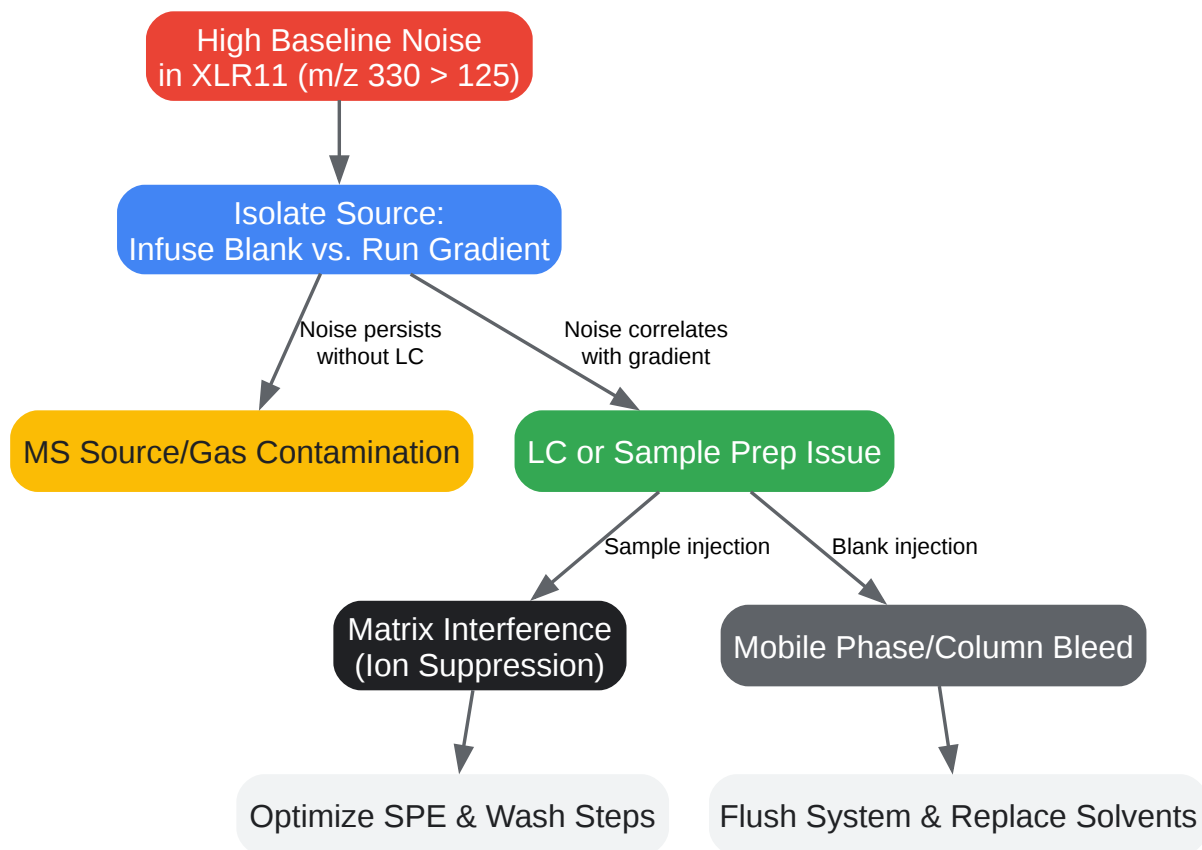 High Baseline Noise
in XLR11 (m/z 330 > 125)
Isolate Source:
Infuse Blank vs. Run Gradient
Noise persists
without LC
Noise correlates
with gradient
MS Source/Gas Contamination
LC or Sample Prep Issue
Sample injection
Blank injection
Matrix Interference
(Ion Suppression)
Mobile Phase/Column Bleed
Optimize SPE & Wash Steps
Flush System & Replace Solvents